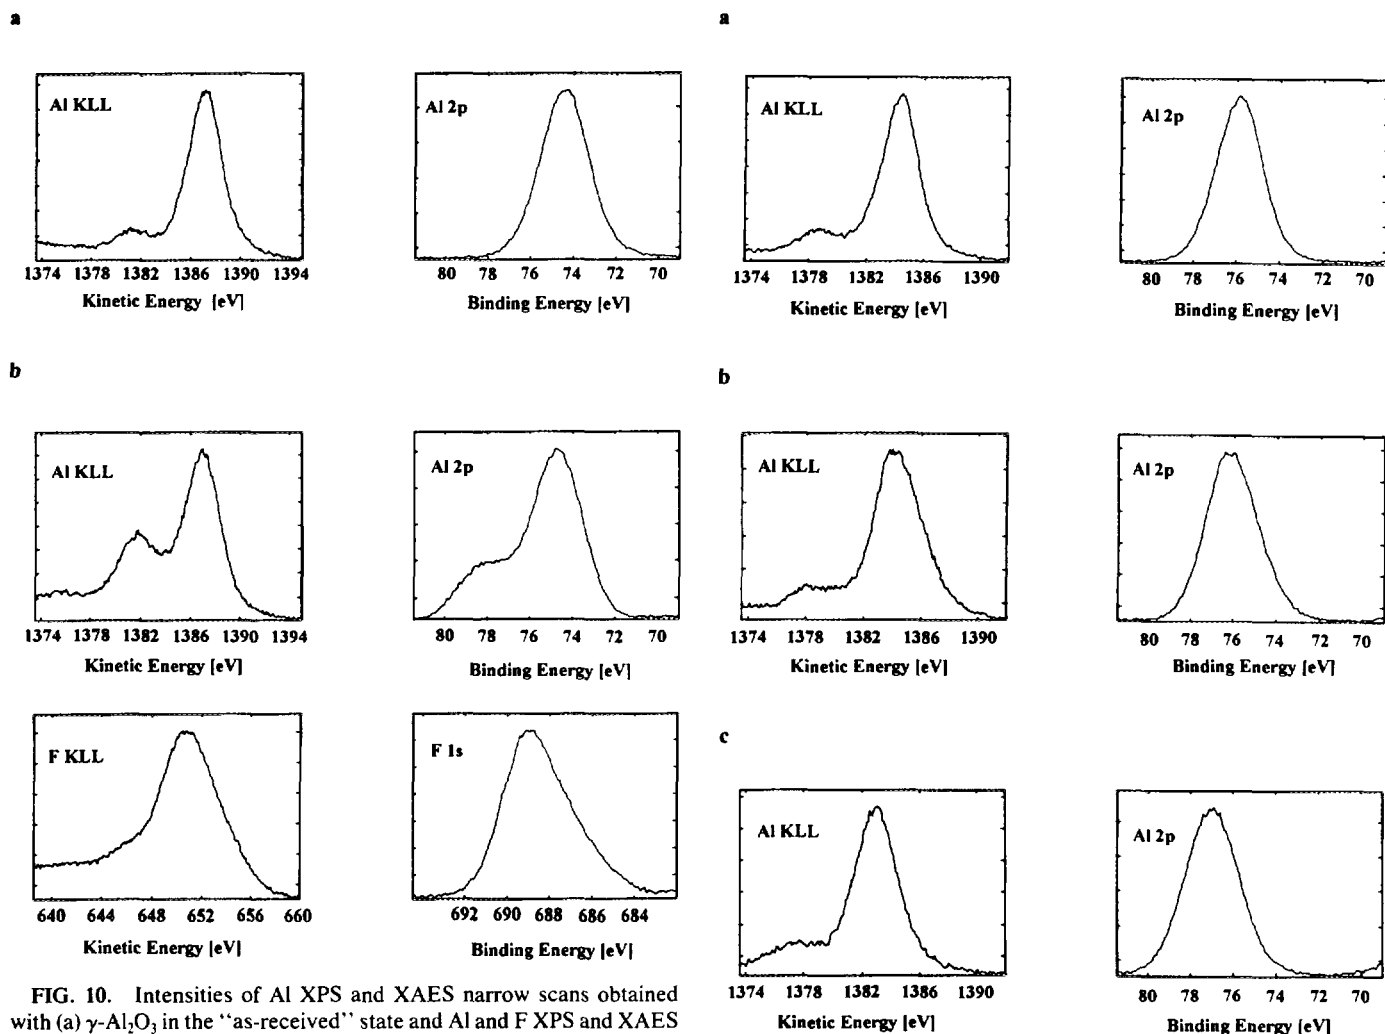 a
Al KLL
1374 1378 1382 1386 1390 1394
Kinetic Energy [eV]
Al 2p
80 78 76 74 72 70
Binding Energy [eV]
b
Al KLL
1374 1378 1382 1386 1390 1394
Kinetic Energy [eV]
Al 2p
80 78 76 74 72 70
Binding Energy [eV]
F KLL
640 644 648 652 656 660
Kinetic Energy [eV]
F 1s
692 690 688 686 684
Binding Energy [eV]
FIG. 10. Intensities of Al XPS and XAES narrow scans obtained
with (a) γ-Al₂O₃ in the "as-received" state and Al and F XPS and XAES
a
Al KLL
1374 1378 1382 1386 1390
Kinetic Energy [eV]
Al 2p
80 78 76 74 72 70
Binding Energy [eV]
b
Al KLL
1374 1378 1382 1386 1390
Kinetic Energy [eV]
Al 2p
80 78 76 74 72 70
Binding Energy [eV]
c
Al KLL
1374 1378 1382 1386 1390
Kinetic Energy [eV]
Al 2p
80 78 76 74 72 70
Binding Energy [eV]